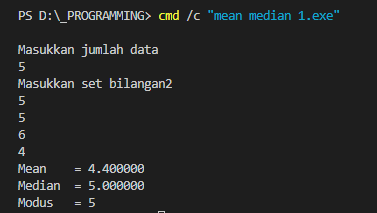 PS D:\_PROGRAMMING> cmd /c "mean median 1.exe"
Masukkan jumlah data
5
Masukkan set bilangan2
5
5
6
4
Mean    = 4.400000
Median  = 5.000000
Modus   = 5